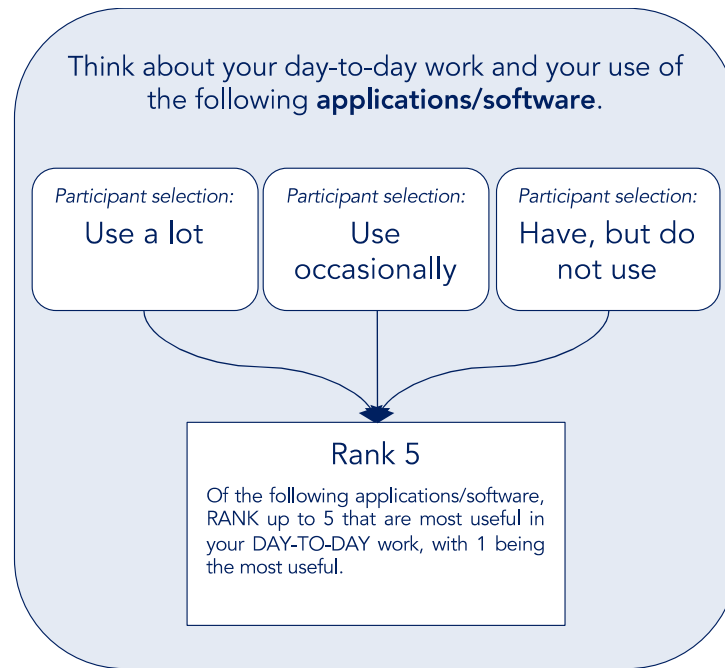 Think about your day-to-day work and your use of
the following applications/software.
Participant selection:
Use a lot
Participant selection:
Use
occasionally
Participant selection:
Have, but do
not use
Rank 5
Of the following applications/software,
RANK up to 5 that are most useful in
your DAY-TO-DAY work, with 1 being
the most useful.